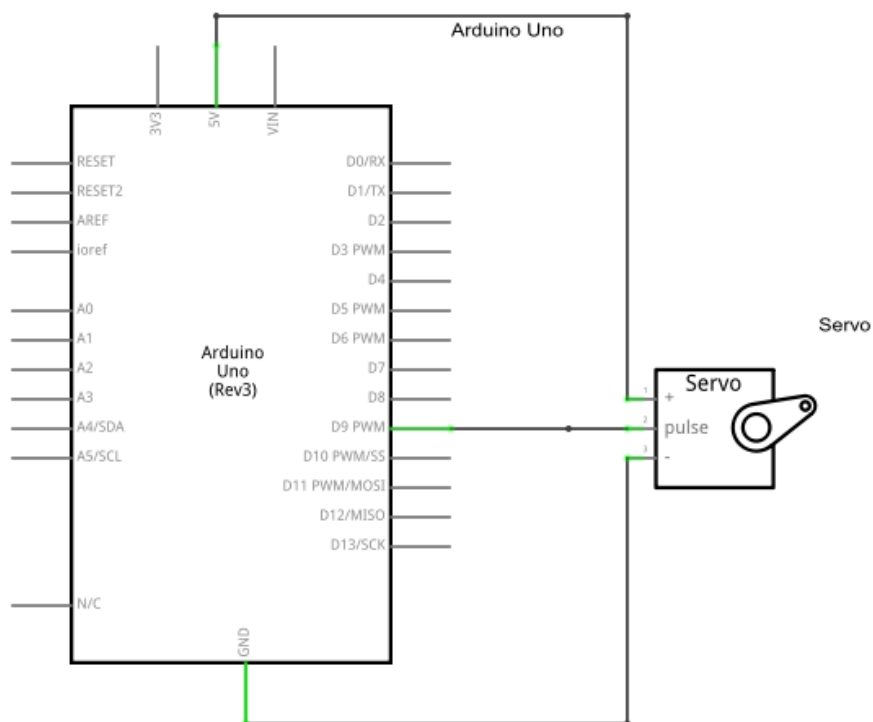 Arduino Uno
3V3
5V
VIN
RESET
RESET2
AREF
ioref
A0
A1
A2
A3
A4/SDA
A5/SCL
N/C
D0/RX
D1/TX
D2
D3 PWM
D4
D5 PWM
D6 PWM
D7
D8
D9 PWM
D10 PWM/SS
D11 PWM/MOSI
D12/MISO
D13/SCK
Arduino
Uno
(Rev3)
GND
Servo
Servo
1
+
2
pulse
3
-